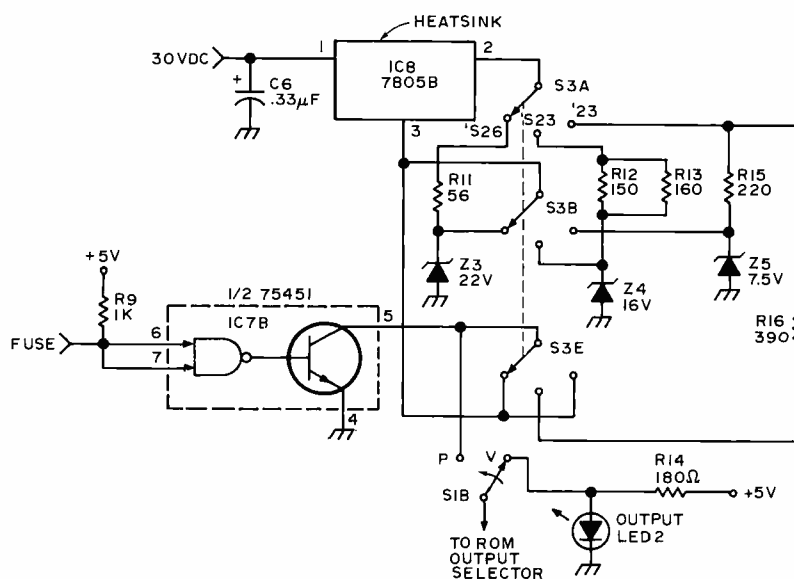 HEATSINK
30VDC
1
IC8
7805B
2
+
C6
.33µF
3
S3A
'S26
S23
'23
R11
56
R12
150
R13
160
R15
220
S3B
Z3
22V
Z4
16V
Z5
7.5V
+5V
R9
1K
1/2 75451
IC7B
5
R16
390
FUSE
6
7
4
S3E
P
V
S1B
R14
180Ω
+5V
OUTPUT
LED2
TO ROM
OUTPUT
SELECTOR